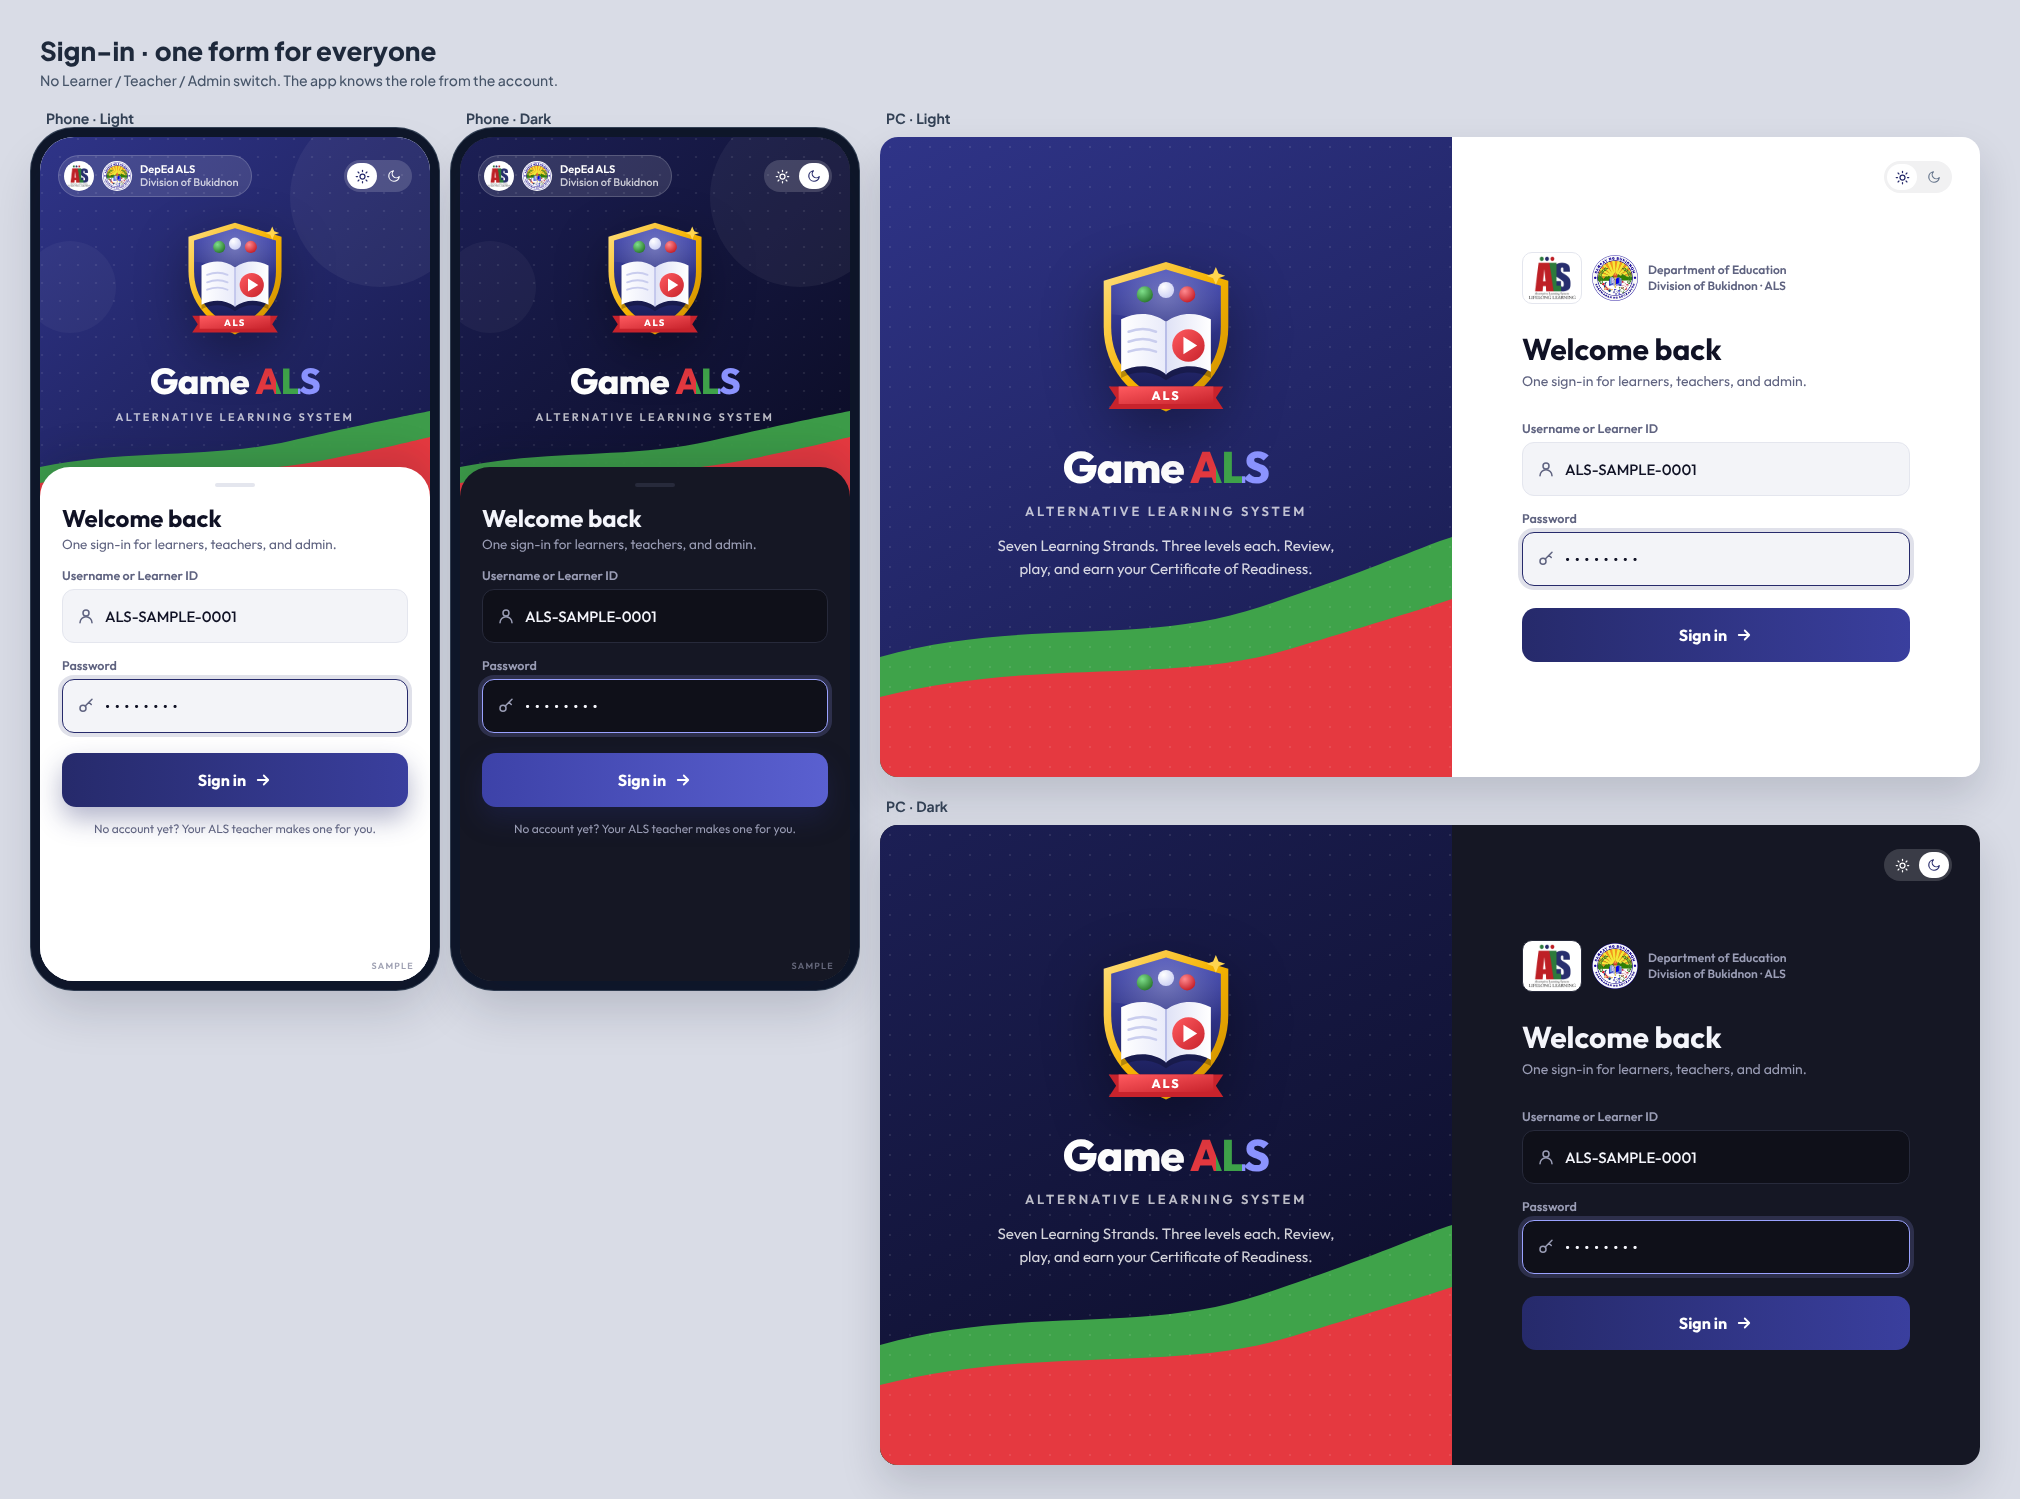 Sign-in · one form for everyone
No Learner / Teacher / Admin switch. The app knows the role from the account.
Phone · Light
DepEd ALS
Division of Bukidnon
ALS
Game ALS
ALTERNATIVE LEARNING SYSTEM
Welcome back
One sign-in for learners, teachers, and admin.
Username or Learner ID
ALS-SAMPLE-0001
Password
••••••••
Sign in →
No account yet? Your ALS teacher makes one for you.
SAMPLE
Phone · Dark
DepEd ALS
Division of Bukidnon
ALS
Game ALS
ALTERNATIVE LEARNING SYSTEM
Welcome back
One sign-in for learners, teachers, and admin.
Username or Learner ID
ALS-SAMPLE-0001
Password
••••••••
Sign in →
No account yet? Your ALS teacher makes one for you.
SAMPLE
PC · Light
ALS
Game ALS
ALTERNATIVE LEARNING SYSTEM
Seven Learning Strands. Three levels each. Review,
play, and earn your Certificate of Readiness.
ALS
LIFELONG LEARNING
Department of Education
Division of Bukidnon · ALS
Welcome back
One sign-in for learners, teachers, and admin.
Username or Learner ID
ALS-SAMPLE-0001
Password
••••••••
Sign in →
PC · Dark
ALS
Game ALS
ALTERNATIVE LEARNING SYSTEM
Seven Learning Strands. Three levels each. Review,
play, and earn your Certificate of Readiness.
ALS
LIFELONG LEARNING
Department of Education
Division of Bukidnon · ALS
Welcome back
One sign-in for learners, teachers, and admin.
Username or Learner ID
ALS-SAMPLE-0001
Password
••••••••
Sign in →